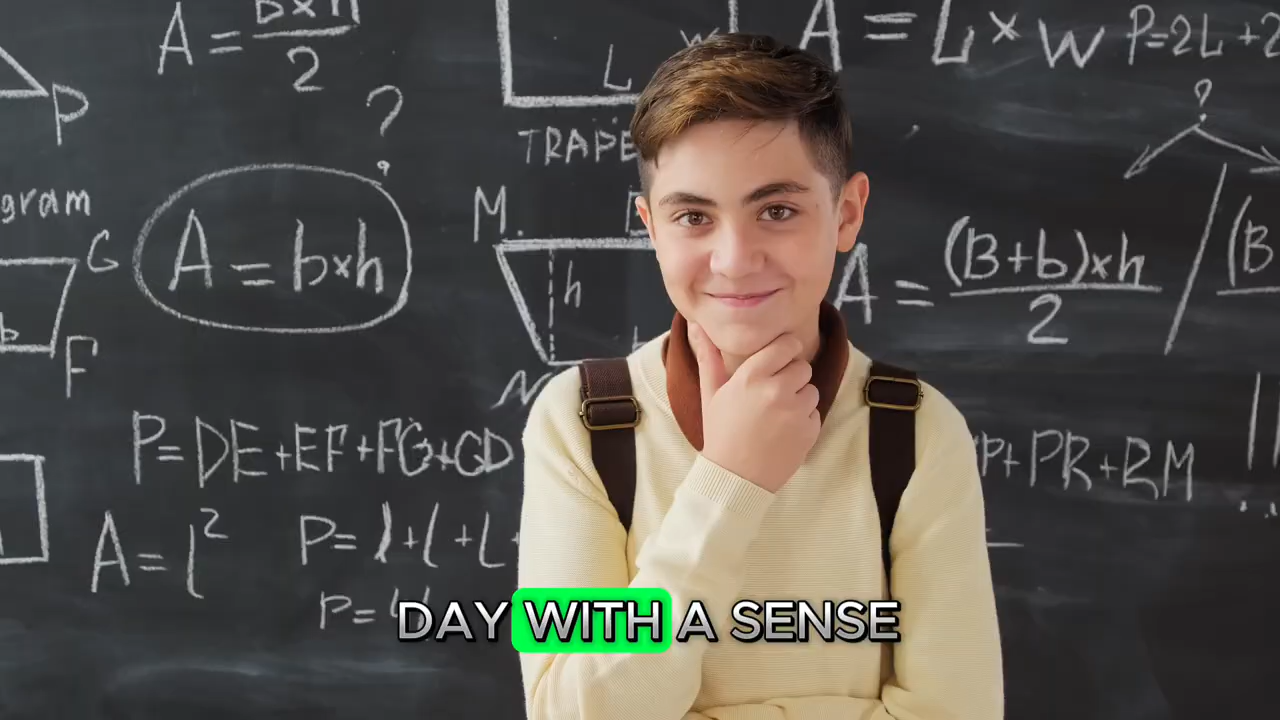 A = b×h / 2
L
W
A = L × W
P=2L+2
P
?
?
TRAPE
gram
G
A = b×h
M.
h
A = (B+b)×h / 2
(B
b
F
N
P=DE+EF+FG+GD
P+PR+RM
A = l²
P= l+l+L+
P=
DAY WITH A SENSE